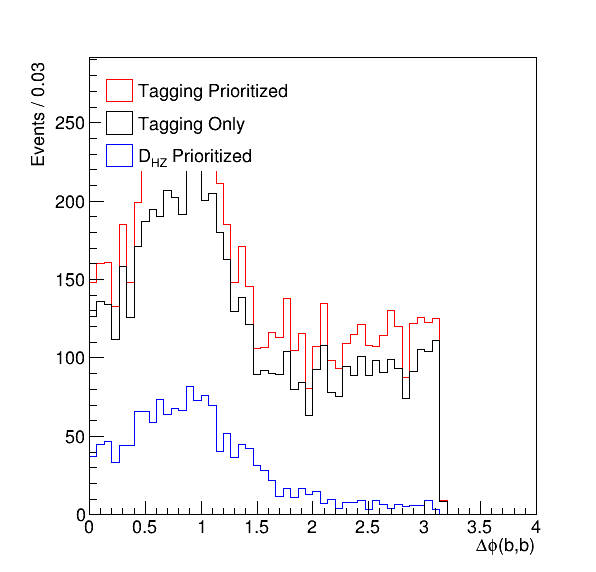 Events / 0.03
Tagging Prioritized
Tagging Only
D_HZ Prioritized
250
200
150
100
50
0
0 0.5 1 1.5 2 2.5 3 3.5 4
Δϕ(b,b)